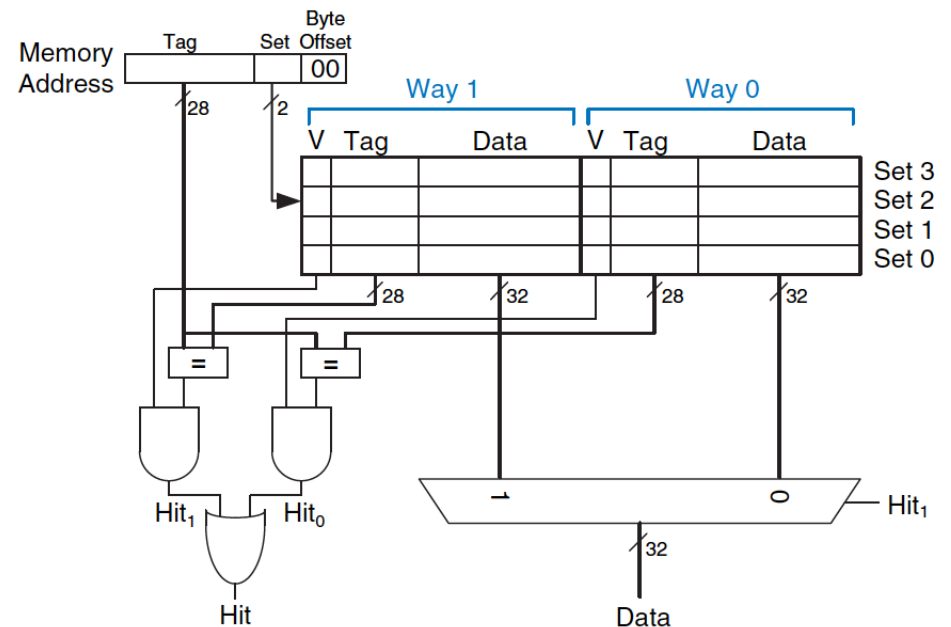 Byte
Tag Set Offset
Memory
Address
00
28 2
Way 1 Way 0
V Tag Data V Tag Data
Set 3
Set 2
Set 1
Set 0
28 32 28 32
= =
1 0
Hit₁ Hit₀ Hit₁
32
Hit Data